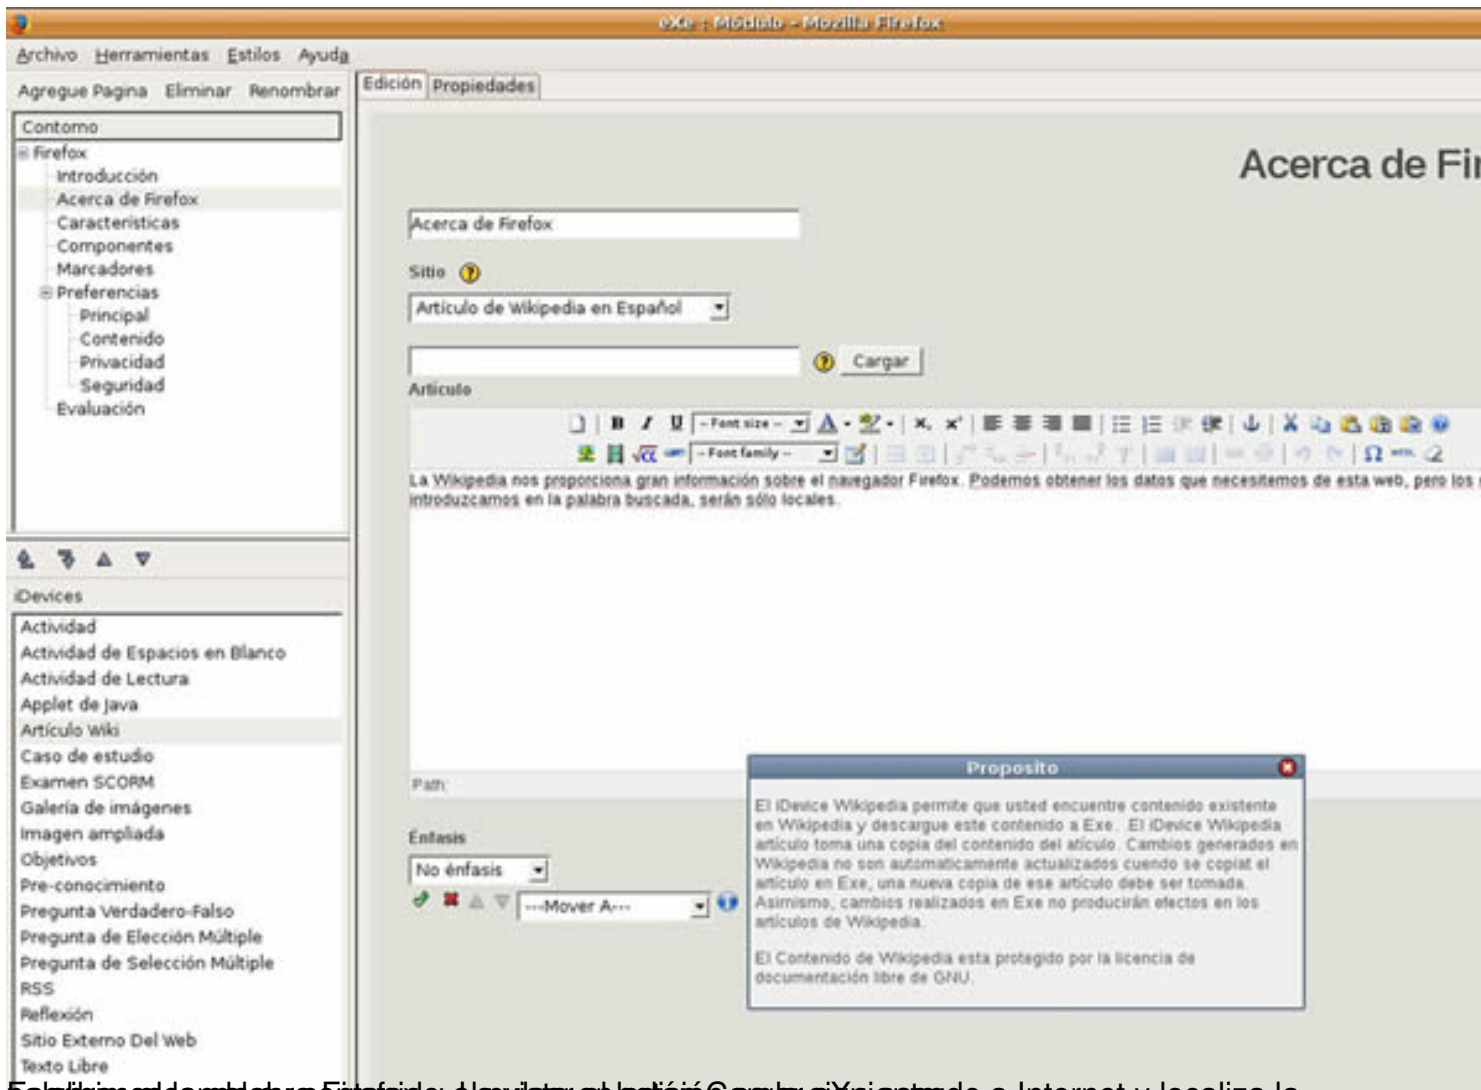 eXe : Módulo - Mozilla Firefox
Archivo Herramientas Estilos Ayuda
Agregue Pagina Eliminar Renombrar
Contorno
Firefox
Introducción
Acerca de Firefox
Características
Componentes
Marcadores
Preferencias
Principal
Contenido
Privacidad
Seguridad
Evaluación
iDevices
Actividad
Actividad de Espacios en Blanco
Actividad de Lectura
Applet de Java
Artículo Wiki
Caso de estudio
Examen SCORM
Galería de imágenes
Imagen ampliada
Objetivos
Pre-conocimiento
Pregunta Verdadero-Falso
Pregunta de Elección Múltiple
Pregunta de Selección Múltiple
RSS
Reflexión
Sitio Externo Del Web
Texto Libre
Edición Propiedades
Acerca de Fir
Acerca de Firefox
Sitio
Artículo de Wikipedia en Español
Cargar
Artículo
B I U -- Font size -- A
-- Font family -- Ω HTML
La Wikipedia nos proporciona gran información sobre el navegador Firefox. Podemos obtener los datos que necesitemos de esta web, pero los
introduzcamos en la palabra buscada, serán sólo locales.
Path:
Énfasis
No énfasis
---Mover A---
Proposito
El iDevice Wikipedia permite que usted encuentre contenido existente
en Wikipedia y descargue este contenido a Exe. .El iDevice Wikipedia
artículo toma una copia del contenido del atículo. Cambios generados en
Wikipedia no son automaticamente actualizados cuendo se copiat el
artículo en Exe, una nueva copia de ese artículo debe ser tomada.
Asimismo, cambios realizados en Exe no producirán efectos en los
artículos de Wikipedia.
El Contenido de Wikipedia esta protegido por la licencia de
documentación libre de GNU.
a Internet y localiza la